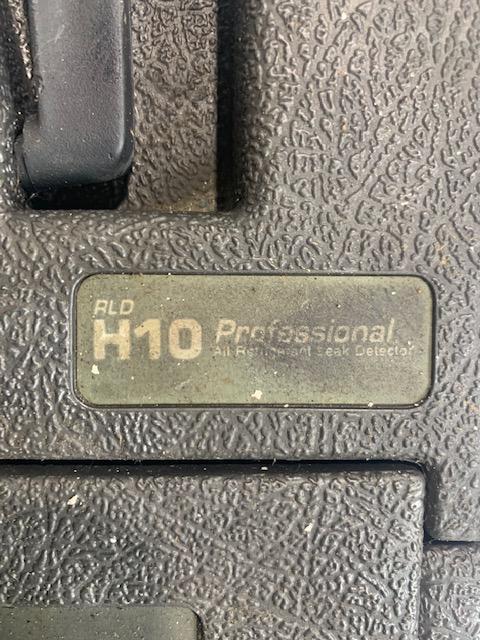 RLD
H10 Professional
All Refrigerant Leak Detector